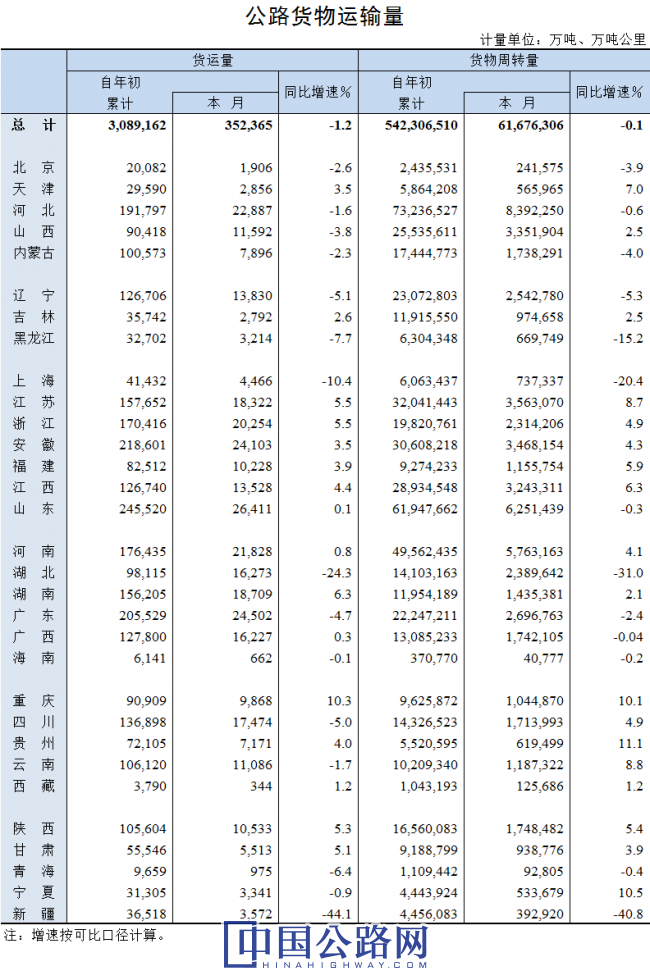 公路货物运输量
计量单位：万吨、万吨公里
货运量 货物周转量
自年初累计 本 月 同比增速% 自年初累计 本 月 同比增速%
总 计 3,089,162 352,365 -1.2 542,306,510 61,676,306 -0.1
北 京 20,082 1,906 -2.6 2,435,531 241,575 -3.9
天 津 29,590 2,856 3.5 5,864,208 565,965 7.0
河 北 191,797 22,887 -1.6 73,236,527 8,392,250 -0.6
山 西 90,418 11,592 -3.8 25,535,611 3,351,904 2.5
内蒙古 100,573 7,896 -2.3 17,444,773 1,738,291 -4.0
辽 宁 126,706 13,830 -5.1 23,072,803 2,542,780 -5.3
吉 林 35,742 2,792 2.6 11,915,550 974,658 2.5
黑龙江 32,702 3,214 -7.7 6,304,348 669,749 -15.2
上 海 41,432 4,466 -10.4 6,063,437 737,337 -20.4
江 苏 157,652 18,322 5.5 32,041,443 3,563,070 8.7
浙 江 170,416 20,254 5.5 19,820,761 2,314,206 4.9
安 徽 218,601 24,103 3.5 30,608,218 3,468,154 4.3
福 建 82,512 10,228 3.9 9,274,233 1,155,754 5.9
江 西 126,740 13,528 4.4 28,934,548 3,243,311 6.3
山 东 245,520 26,411 0.1 61,947,662 6,251,439 -0.3
河 南 176,435 21,828 0.8 49,562,435 5,763,163 4.1
湖 北 98,115 16,273 -24.3 14,103,163 2,389,642 -31.0
湖 南 156,205 18,709 6.3 11,954,189 1,435,381 2.1
广 东 205,529 24,502 -4.7 22,247,211 2,696,763 -2.4
广 西 127,800 16,227 0.3 13,085,233 1,742,105 -0.04
海 南 6,141 662 -0.1 370,770 40,777 -0.2
重 庆 90,909 9,868 10.3 9,625,872 1,044,870 10.1
四 川 136,898 17,474 -5.0 14,326,523 1,713,993 4.9
贵 州 72,105 7,171 4.0 5,520,595 619,499 11.1
云 南 106,120 11,086 -1.7 10,209,340 1,187,322 8.8
西 藏 3,790 344 1.2 1,043,193 125,686 1.2
陕 西 105,604 10,533 5.3 16,560,083 1,748,482 5.4
甘 肃 55,546 5,513 5.1 9,188,799 938,776 3.9
青 海 9,659 975 -6.4 1,109,442 92,805 -0.4
宁 夏 31,305 3,341 -0.9 4,443,924 533,679 10.5
新 疆 36,518 3,572 -44.1 4,456,083 392,920 -40.8
注：增速按可比口径计算。
中国公路网
CHINAHIGHWAY.COM